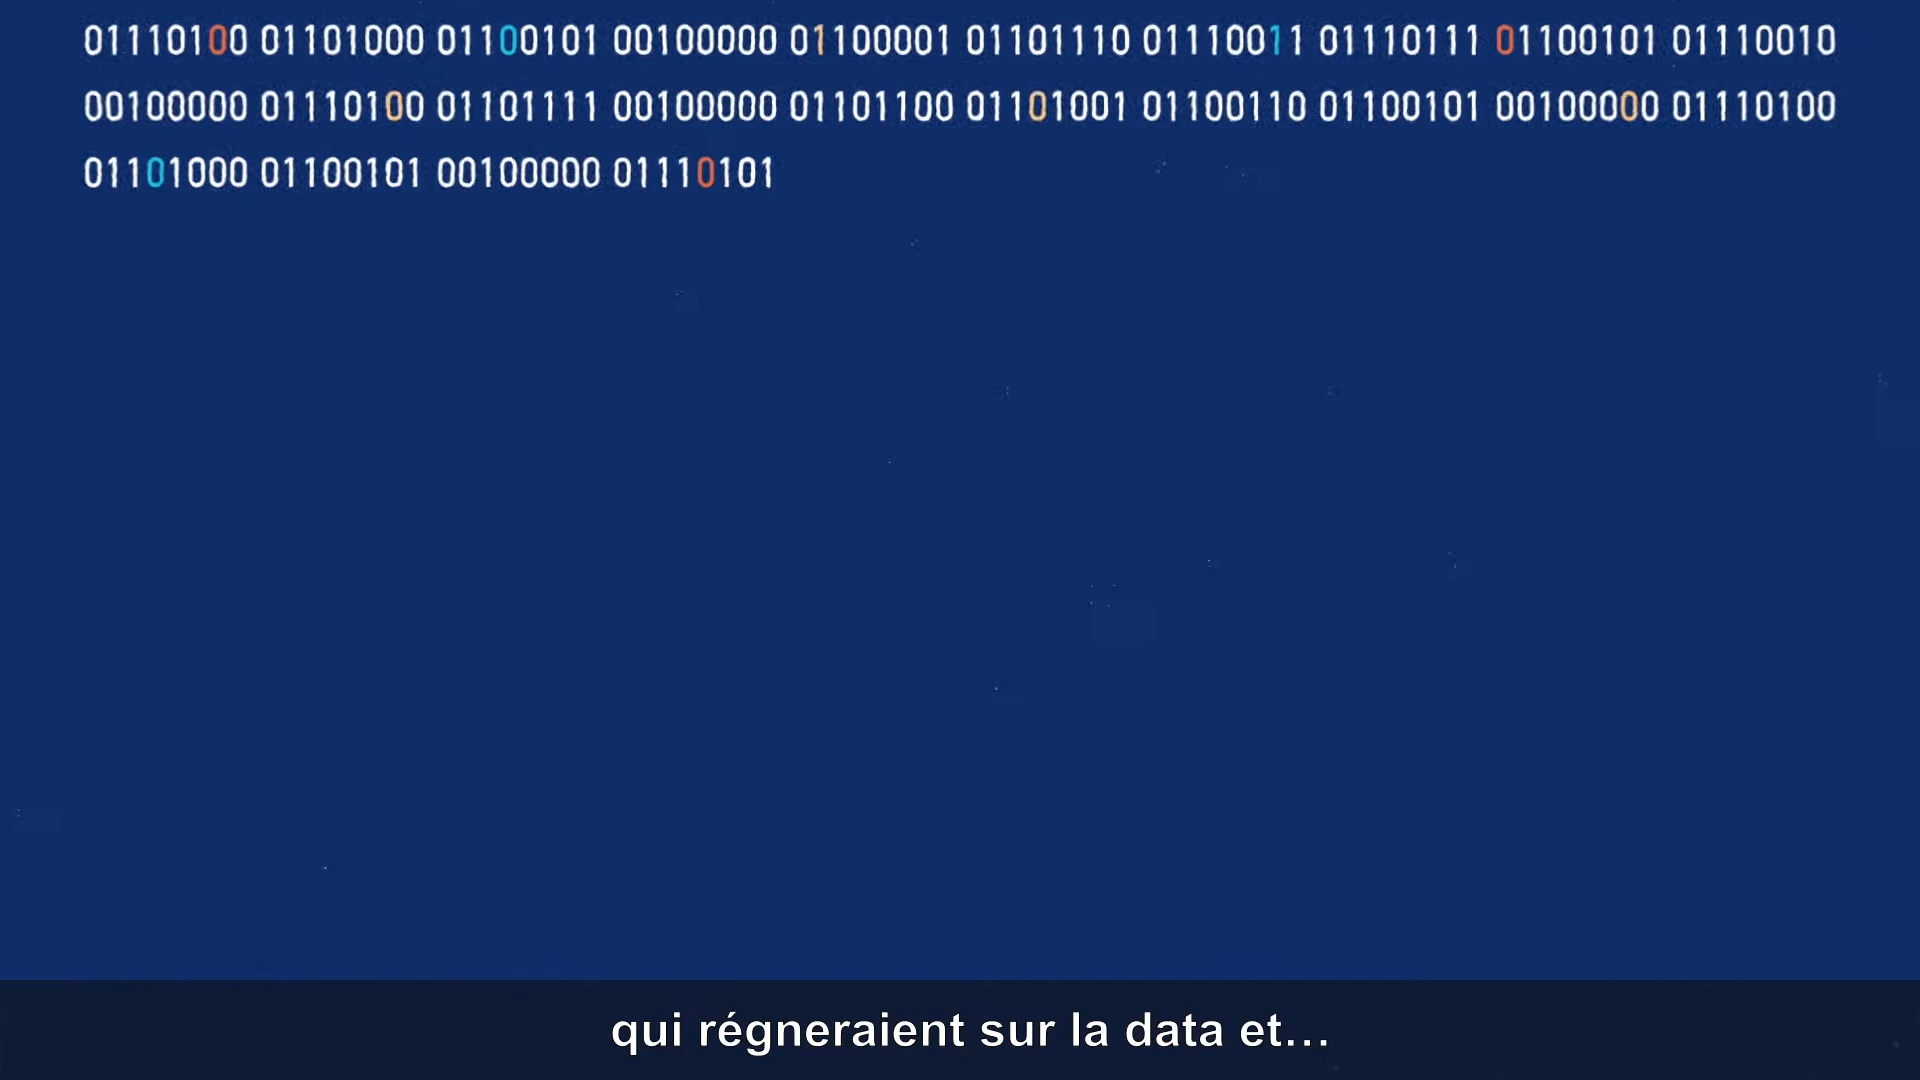 01110100 01101000 01100101 00100000 01100001 01101110 01110011 01110111 01100101 01110010
00100000 01110100 01101111 00100000 01101100 01101001 01100110 01100101 00100000 01110100
01101000 01100101 00100000 01110101
qui régneraient sur la data et…